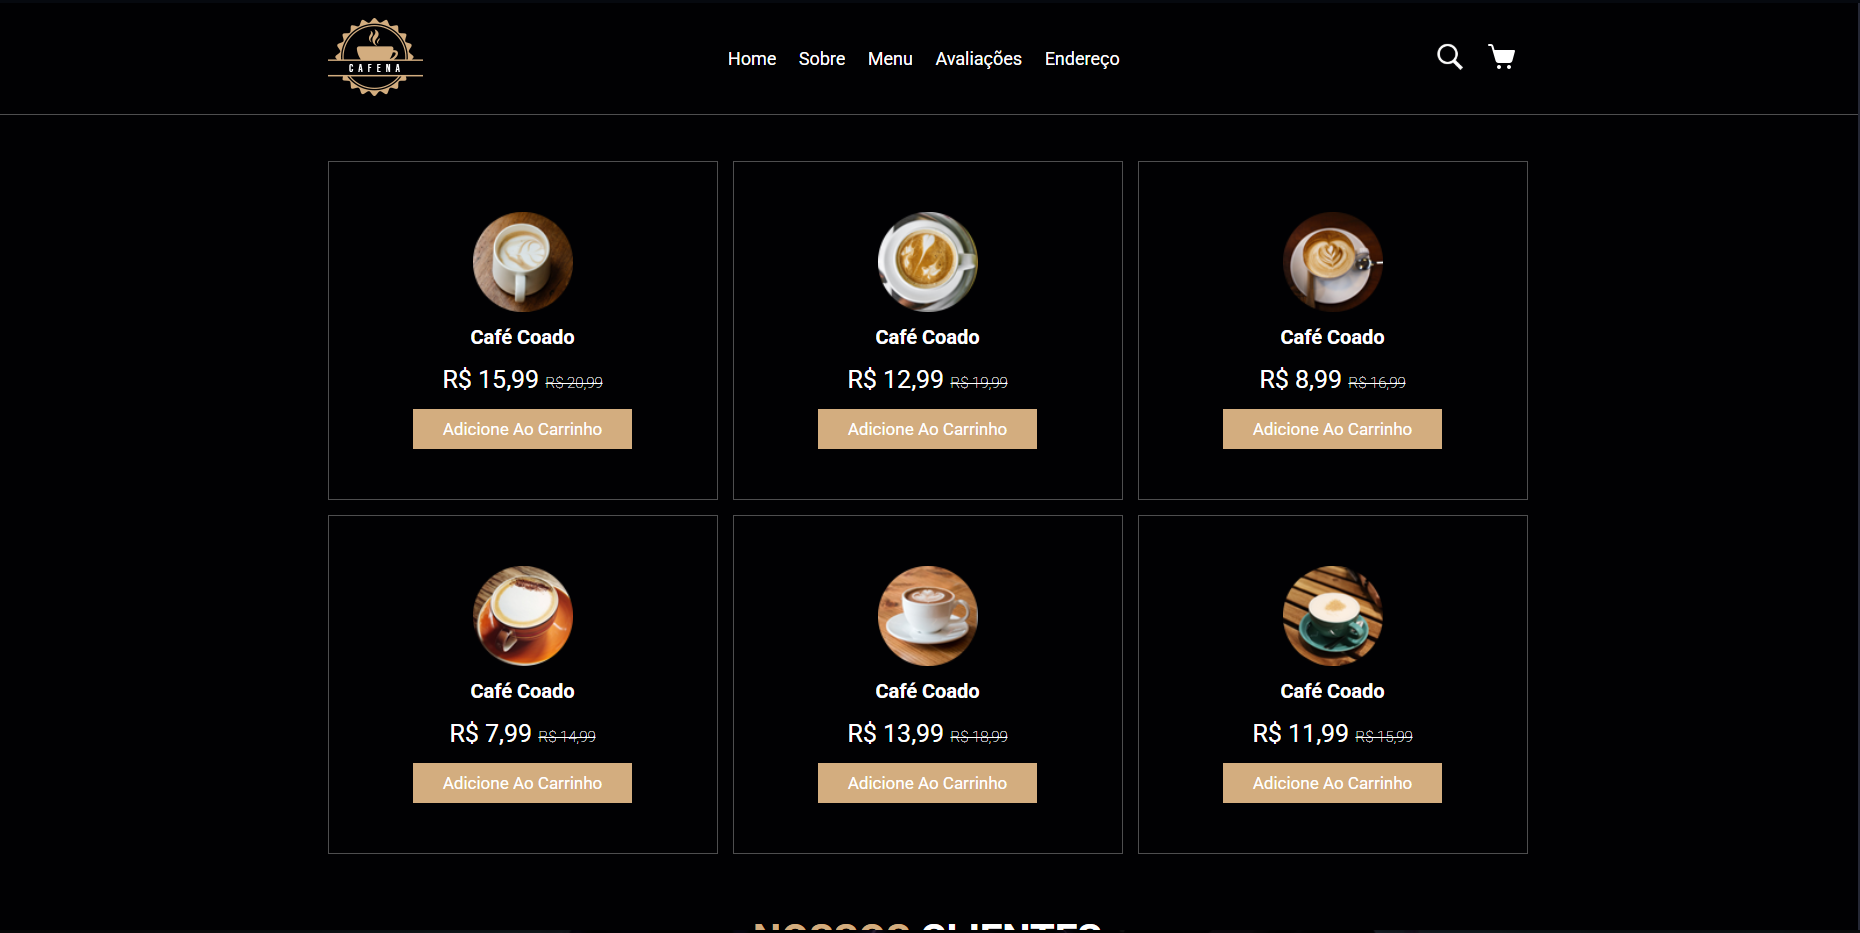 CAFENA
Home Sobre Menu Avaliações Endereço
Café Coado Café Coado Café Coado
R$ 15,99 R$ 20,99 R$ 12,99 R$ 19,99 R$ 8,99 R$ 16,99
Adicione Ao Carrinho Adicione Ao Carrinho Adicione Ao Carrinho
Café Coado Café Coado Café Coado
R$ 7,99 R$ 14,99 R$ 13,99 R$ 18,99 R$ 11,99 R$ 15,99
Adicione Ao Carrinho Adicione Ao Carrinho Adicione Ao Carrinho
NOSSOS CLIENTES